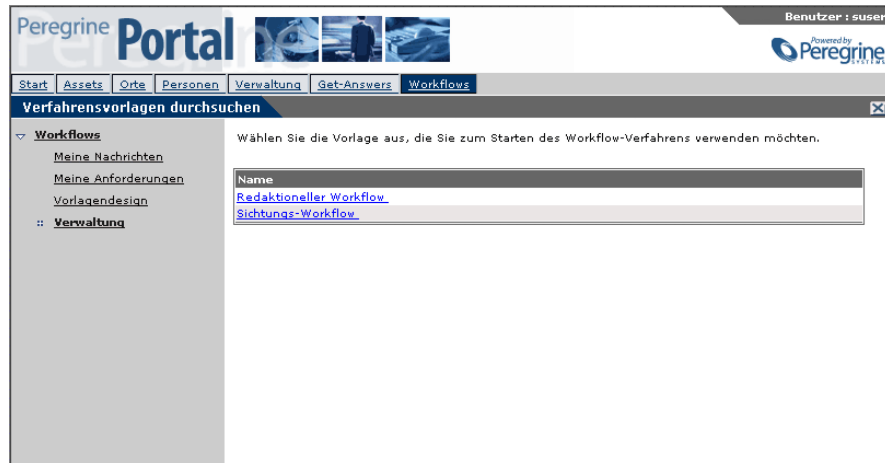 Peregrine Portal
Benutzer : suser
Powered by
Peregrine
SYSTEMS
Start Assets Orte Personen Verwaltung Get-Answers Workflows
Verfahrensvorlagen durchsuchen
Workflows
Meine Nachrichten
Meine Anforderungen
Vorlagendesign
Verwaltung
Wählen Sie die Vorlage aus, die Sie zum Starten des Workflow-Verfahrens verwenden möchten.
Name
Redaktioneller Workflow
Sichtungs-Workflow